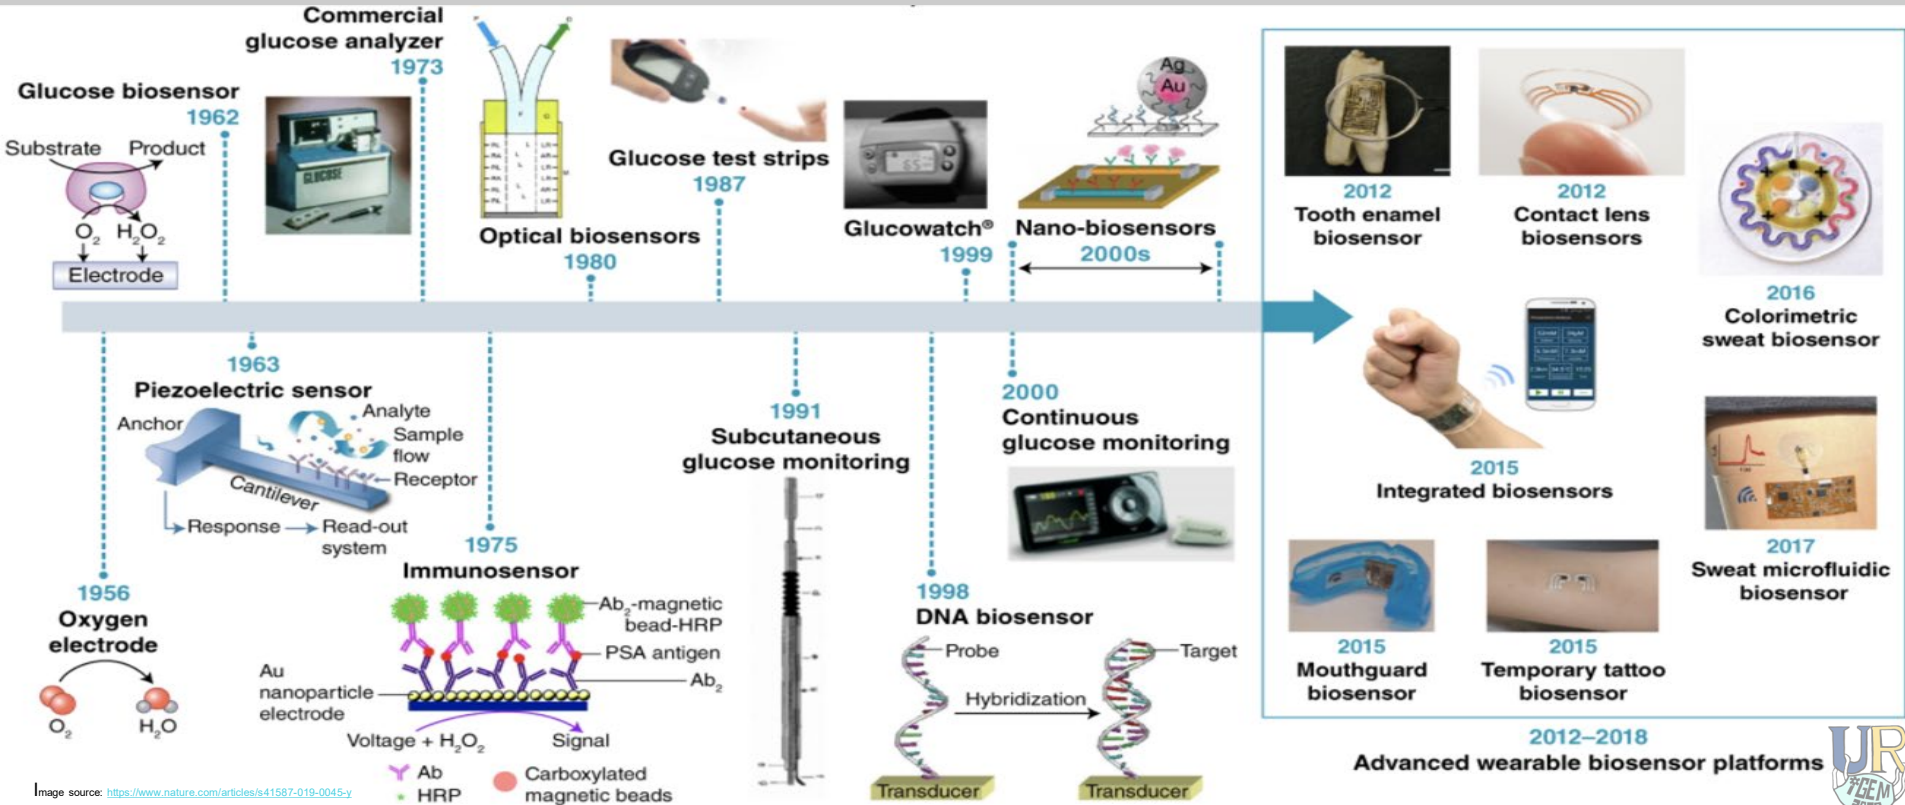 Commercial
glucose analyzer
1973
Glucose biosensor
1962
Substrate Product
O2 H2O2
Electrode
GLUCOSE
Optical biosensors
1980
Glucose test strips
1987
Glucowatch®
1999
Ag
Au
Nano-biosensors
2000s
1956
Oxygen
electrode
O2 H2O
1963
Piezoelectric sensor
Anchor
Analyte
Sample
flow
Receptor
Cantilever
Response
Read-out
system
1975
Immunosensor
Ab2-magnetic
bead-HRP
PSA antigen
Ab2
Au
nanoparticle
electrode
Voltage + H2O2 Signal
Ab
HRP
Carboxylated
magnetic beads
1991
Subcutaneous
glucose monitoring
1998
DNA biosensor
Probe
Target
Hybridization
Transducer Transducer
2000
Continuous
glucose monitoring
2012
Tooth enamel
biosensor
2012
Contact lens
biosensors
2016
Colorimetric
sweat biosensor
2015
Integrated biosensors
2017
Sweat microfluidic
biosensor
2015
Mouthguard
biosensor
2015
Temporary tattoo
biosensor
2012–2018
Advanced wearable biosensor platforms
Image source: https://www.nature.com/articles/s41587-019-0045-y
UR
iGEM